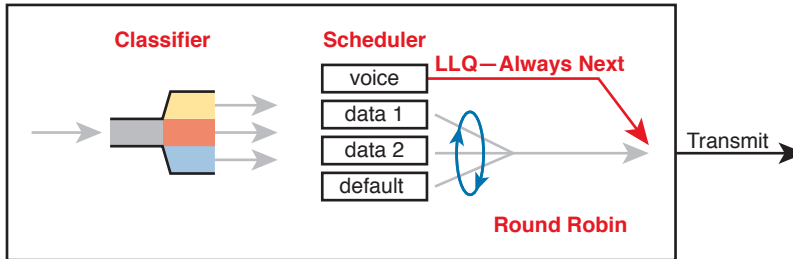 Classifier
Scheduler
LLQ—Always Next
voice
data 1
data 2
default
Transmit
Round Robin